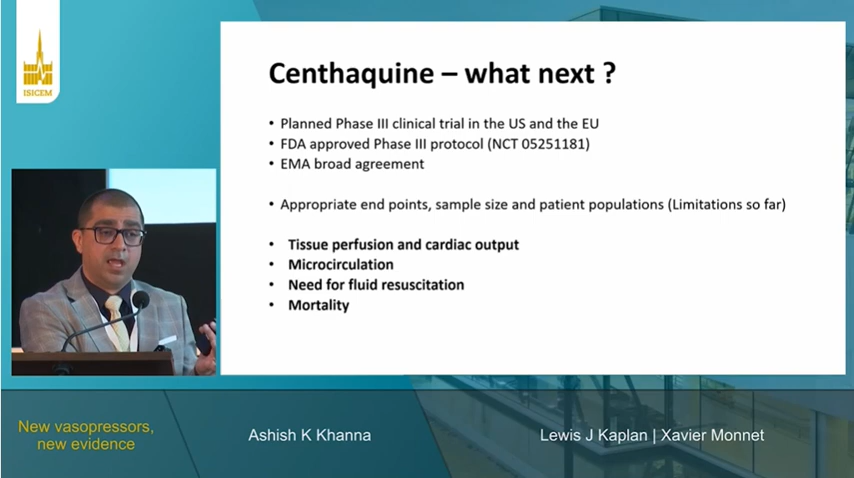 ISICEM
Centhaquine – what next ?
• Planned Phase III clinical trial in the US and the EU
• FDA approved Phase III protocol (NCT 05251181)
• EMA broad agreement
• Appropriate end points, sample size and patient populations (Limitations so far)
• Tissue perfusion and cardiac output
• Microcirculation
• Need for fluid resuscitation
• Mortality
New vasopressors,
new evidence
Ashish K Khanna
Lewis J Kaplan | Xavier Monnet